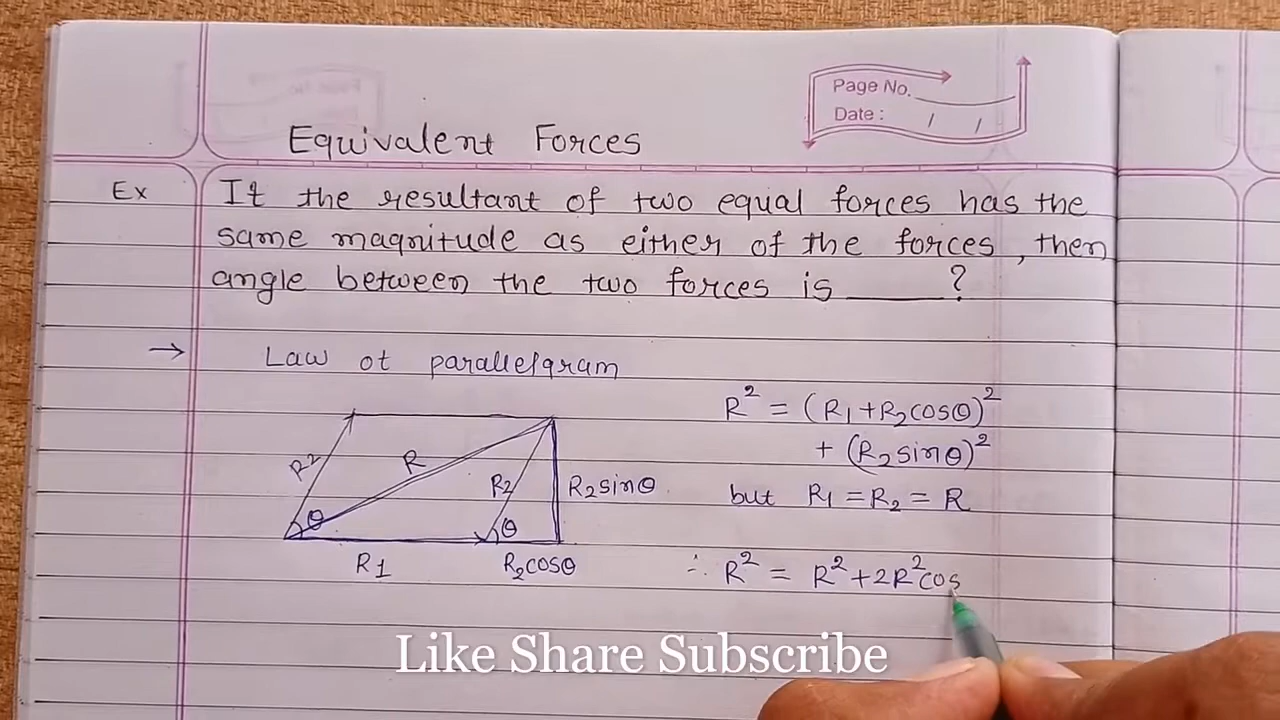 Page No.
Date : / /
Equivalent Forces
Ex If the resultant of two equal forces has the
same magnitude as either of the forces, then
angle between the two forces is ____ ?
→ Law of parallelgram
R² = (R₁+R₂cosθ)²
+ (R₂sinθ)²
but R₁ = R₂ = R
∴ R² = R² + 2R²cos
R2
R
R2
R₂sinθ
θ
θ
R1
R₂cosθ
Like Share Subscribe